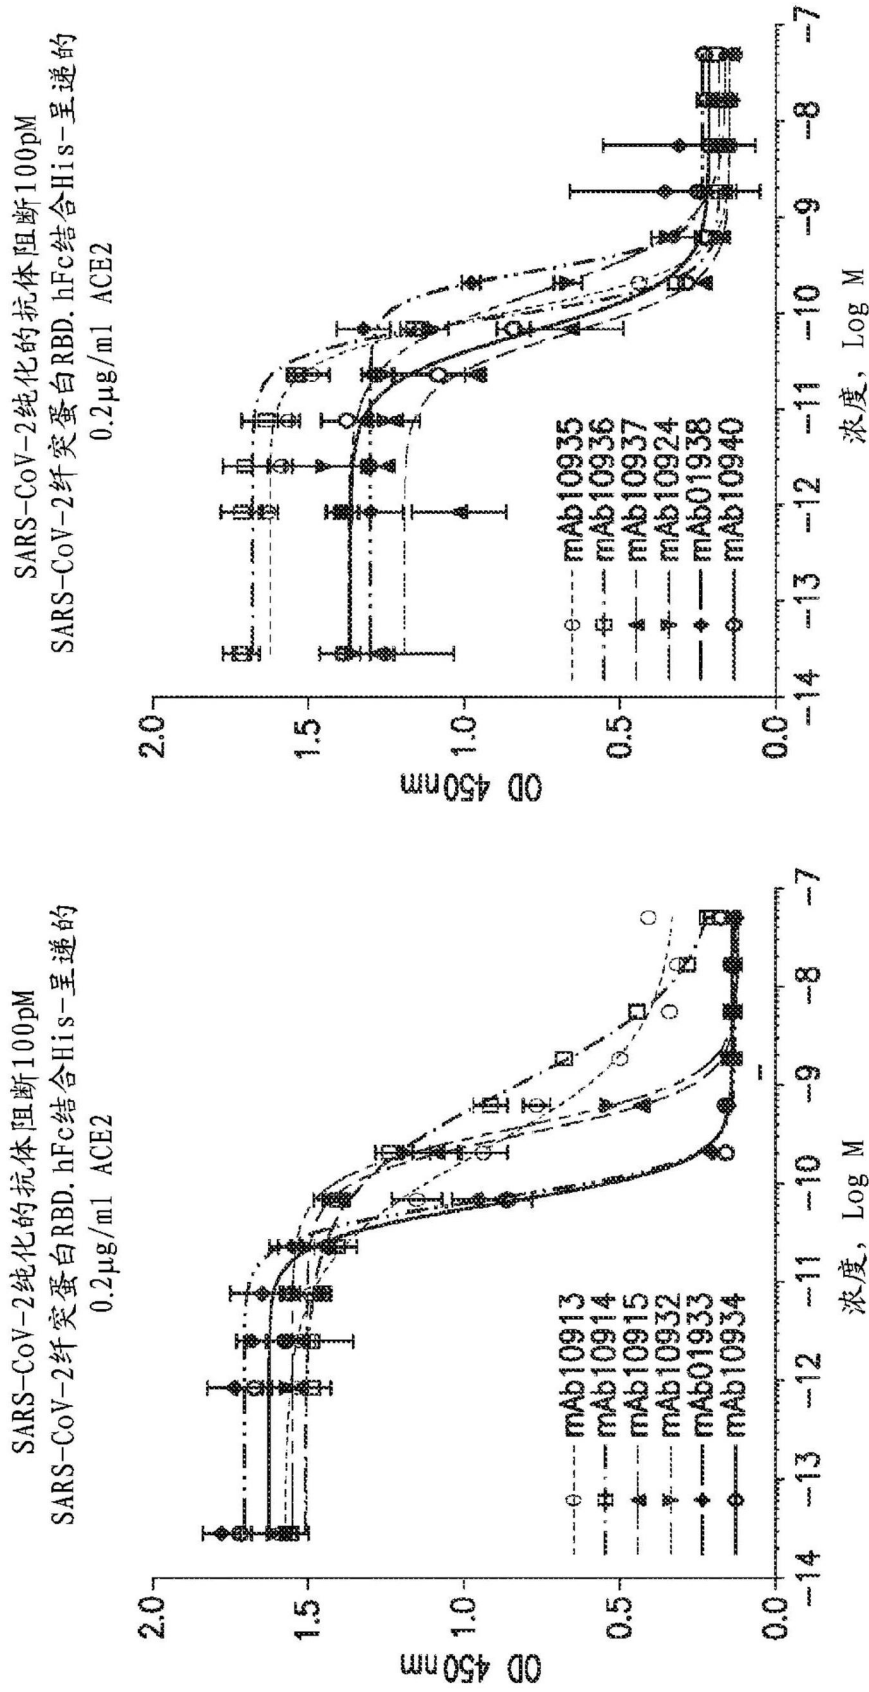 SARS-CoV-2纯化的抗体阻断100pM
SARS-CoV-2纤突蛋白RBD.hFc结合His-呈递的
0.2μg/ml ACE2
OD 450nm
2.0
1.5
1.0
0.5
0.0
mAb10913
mAb10914
mAb10915
mAb10932
mAb01933
mAb10934
-14
-13
-12
-11
-10
-9
-8
-7
浓度, Log M
SARS-CoV-2纯化的抗体阻断100pM
SARS-CoV-2纤突蛋白RBD.hFc结合His-呈递的
0.2μg/ml ACE2
OD 450nm
2.0
1.5
1.0
0.5
0.0
mAb10935
mAb10936
mAb10937
mAb10924
mAb01938
mAb10940
-14
-13
-12
-11
-10
-9
-8
-7
浓度, Log M